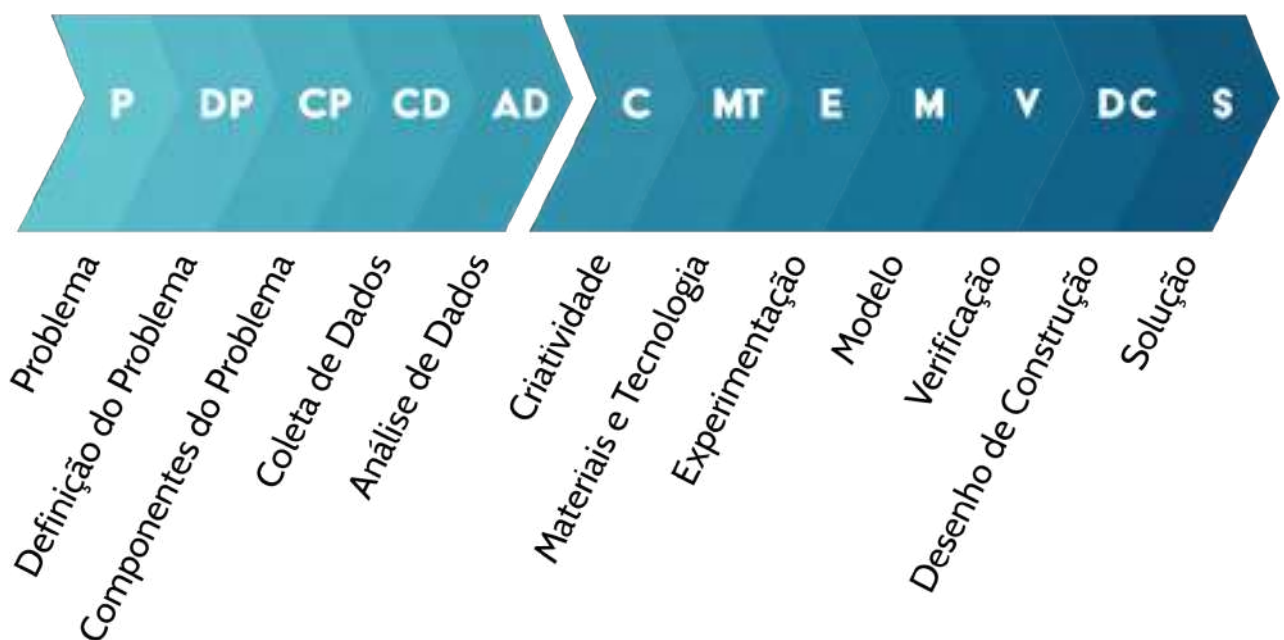 P
DP
CP
CD
AD
C
MT
E
M
V
DC
S
Problema
Definição do Problema
Componentes do Problema
Coleta de Dados
Análise de Dados
Criatividade
Materiais e Tecnologia
Experimentação
Modelo
Verificação
Desenho de Construção
Solução